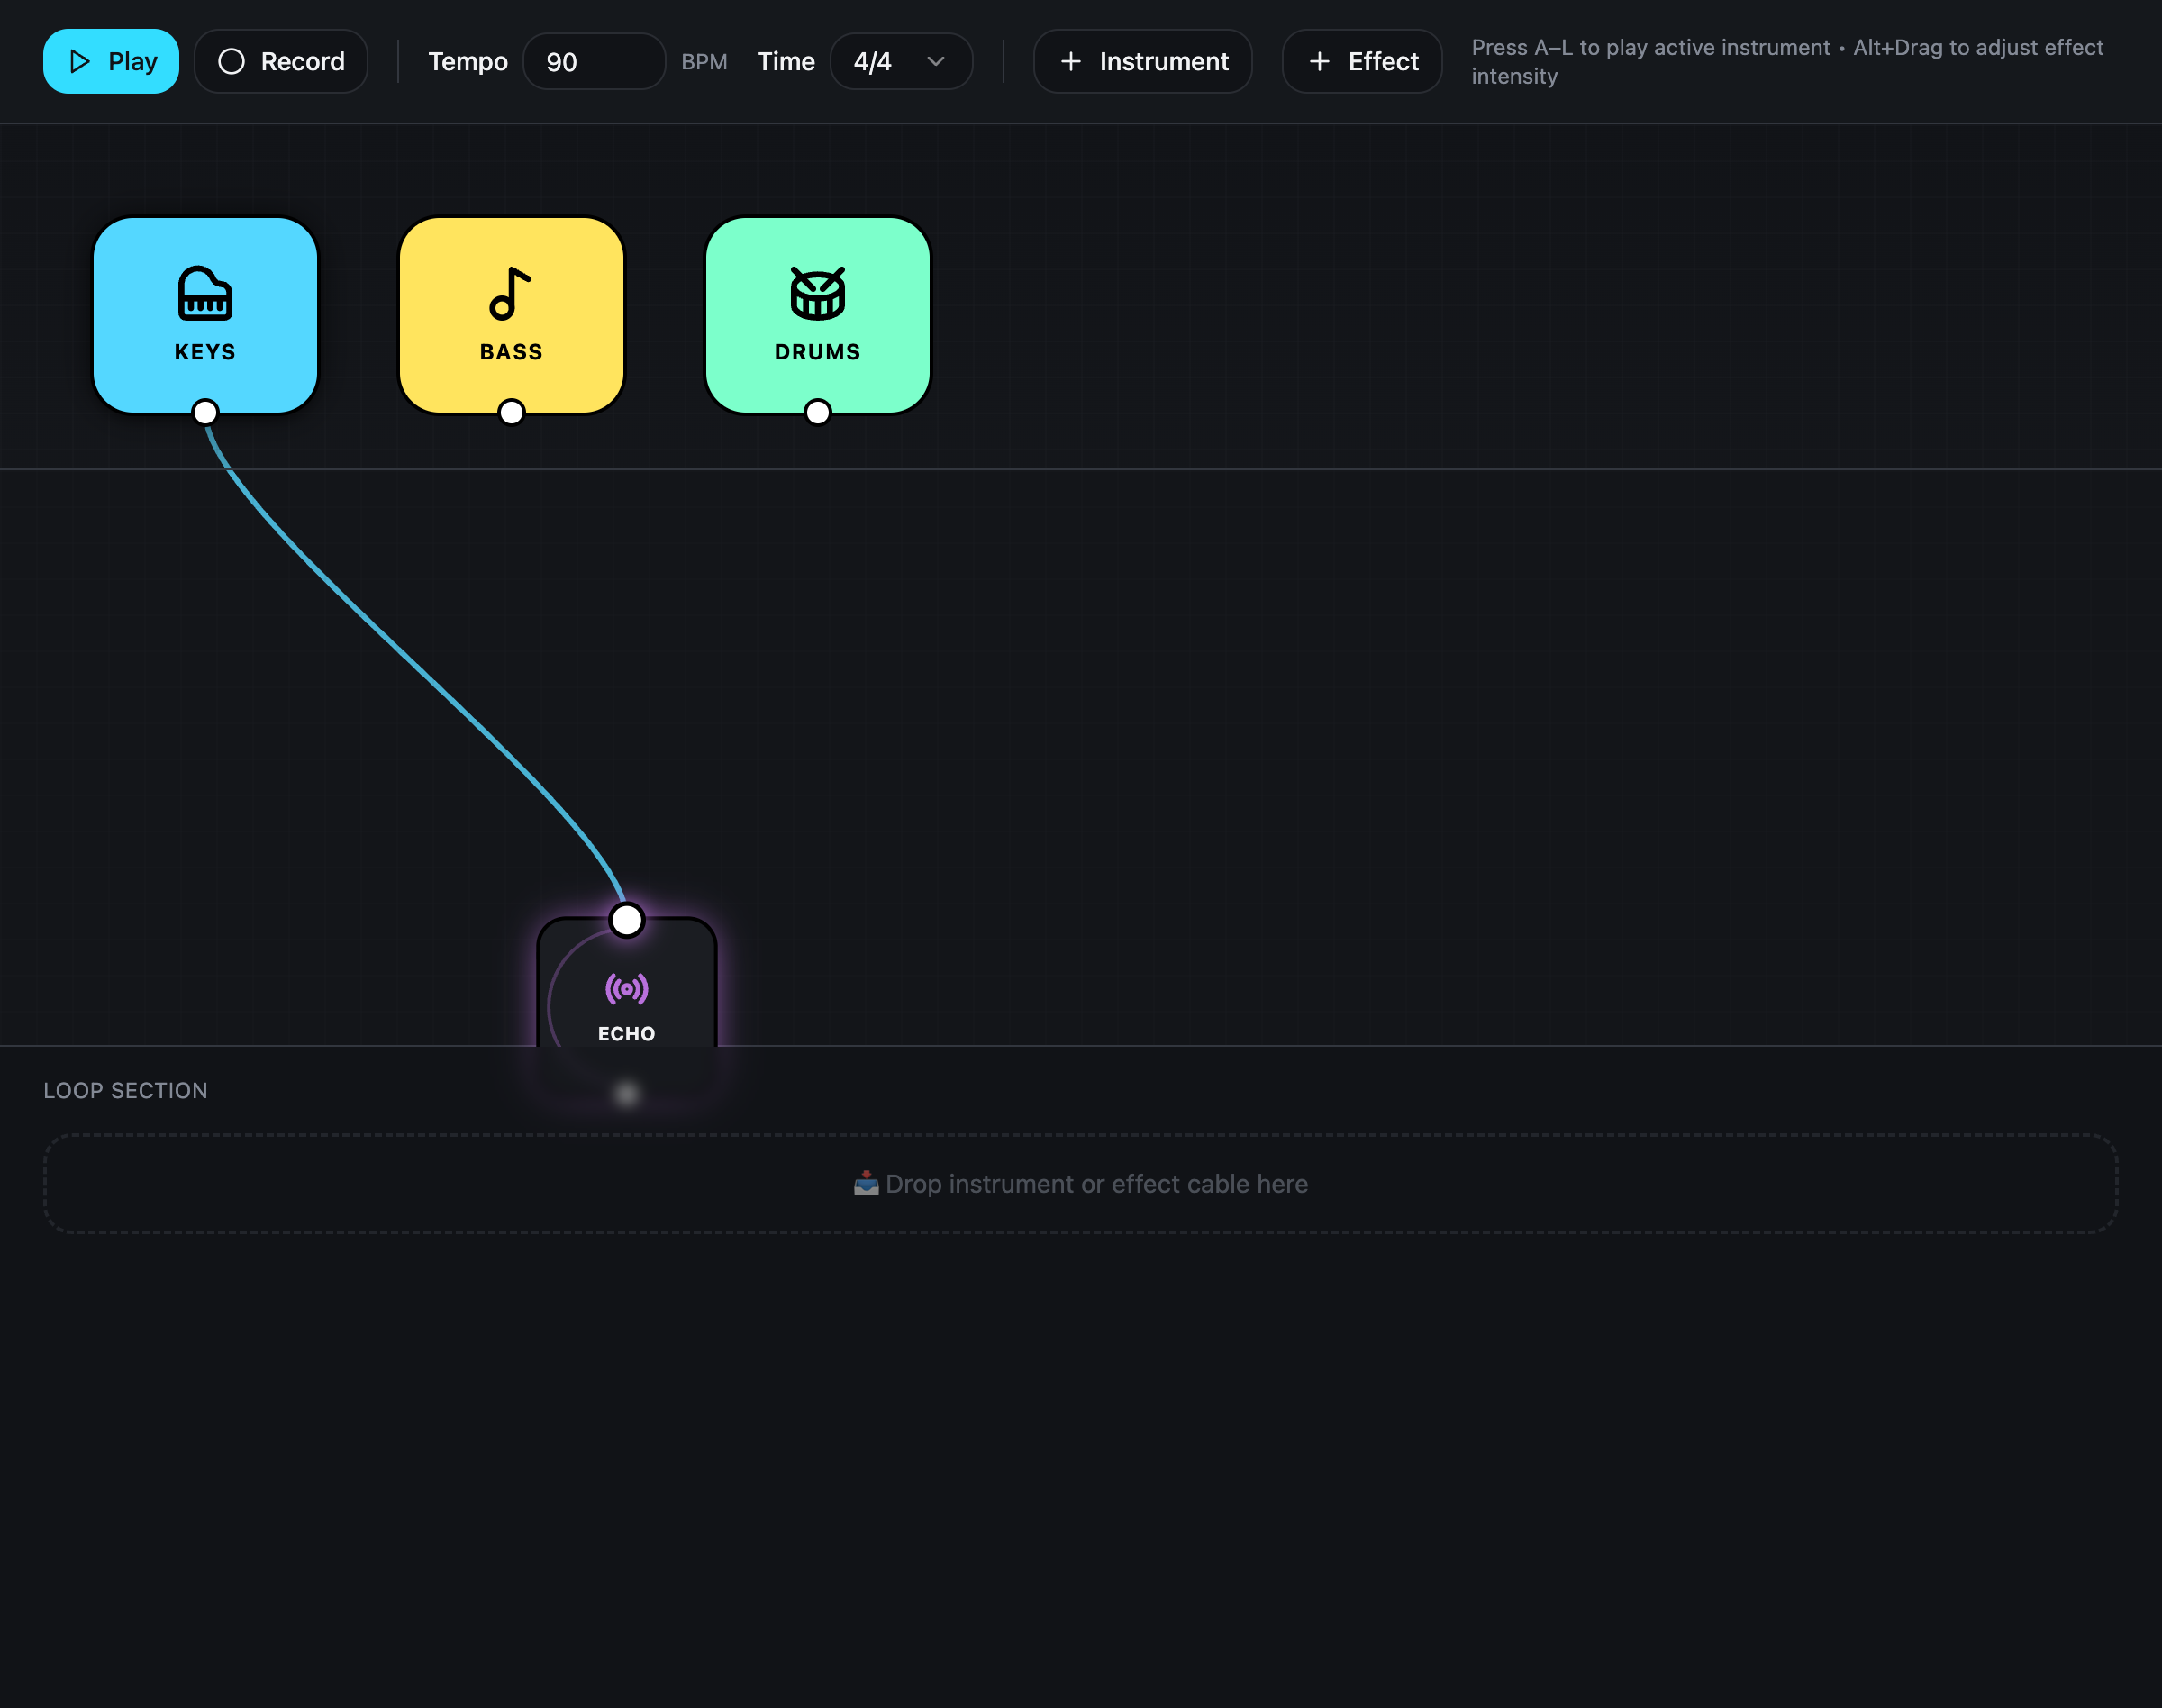 Play
Record
Tempo
90
BPM
Time
4/4
Instrument
Effect
Press A–L to play active instrument • Alt+Drag to adjust effect
intensity
KEYS
BASS
DRUMS
ECHO
LOOP SECTION
Drop instrument or effect cable here